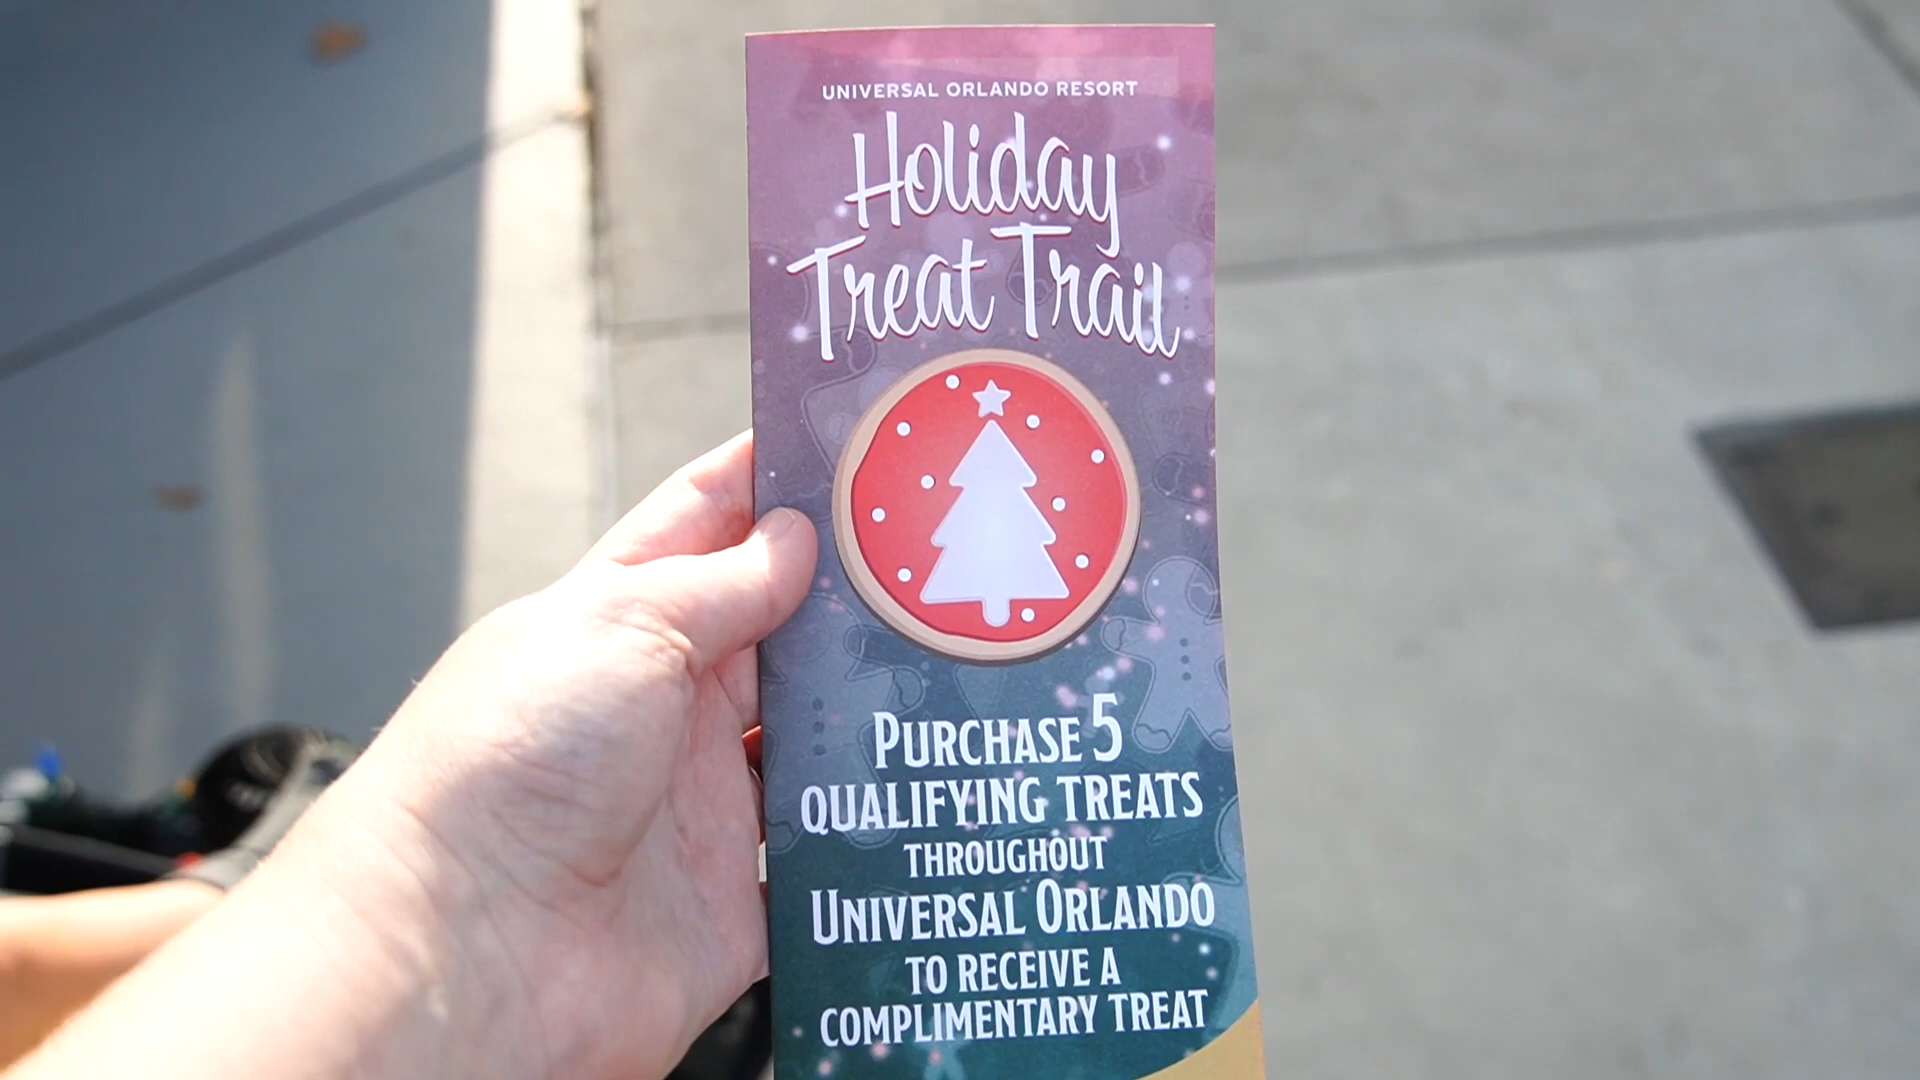 UNIVERSAL ORLANDO RESORT
Holiday
Treat Trail
PURCHASE 5
QUALIFYING TREATS
THROUGHOUT
UNIVERSAL ORLANDO
TO RECEIVE A
COMPLIMENTARY TREAT